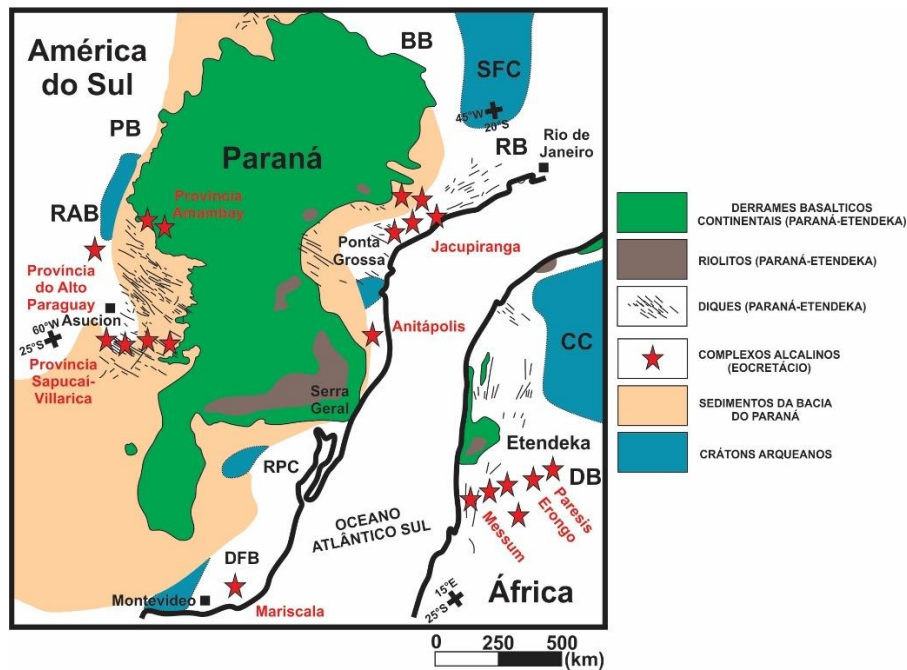 América
do Sul
BB
SFC
45°W
20°S
PB
RB
Rio de
Janeiro
Paraná
RAB
Província
Amambay
Ponta
Grossa
Jacupiranga
Província
do Alto
Paraguay
Asucion
60°W
25°S
Anitápolis
CC
Província
Sapucaí-
Villarica
Serra
Geral
Etendeka
RPC
DB
Paresis
Erongo
Messum
OCEANO
ATLÂNTICO SUL
DFB
Montevideo
Mariscala
15°E
25°S
África
0 250 500
(km)
DERRAMES BASALTICOS
CONTINENTAIS (PARANÁ-ETENDEKA)
RIOLITOS (PARANÁ-ETENDEKA)
DIQUES (PARANÁ-ETENDEKA)
COMPLEXOS ALCALINOS
(EOCRETÁCIO)
SEDIMENTOS DA BACIA
DO PARANÁ
CRÁTONS ARQUEANOS